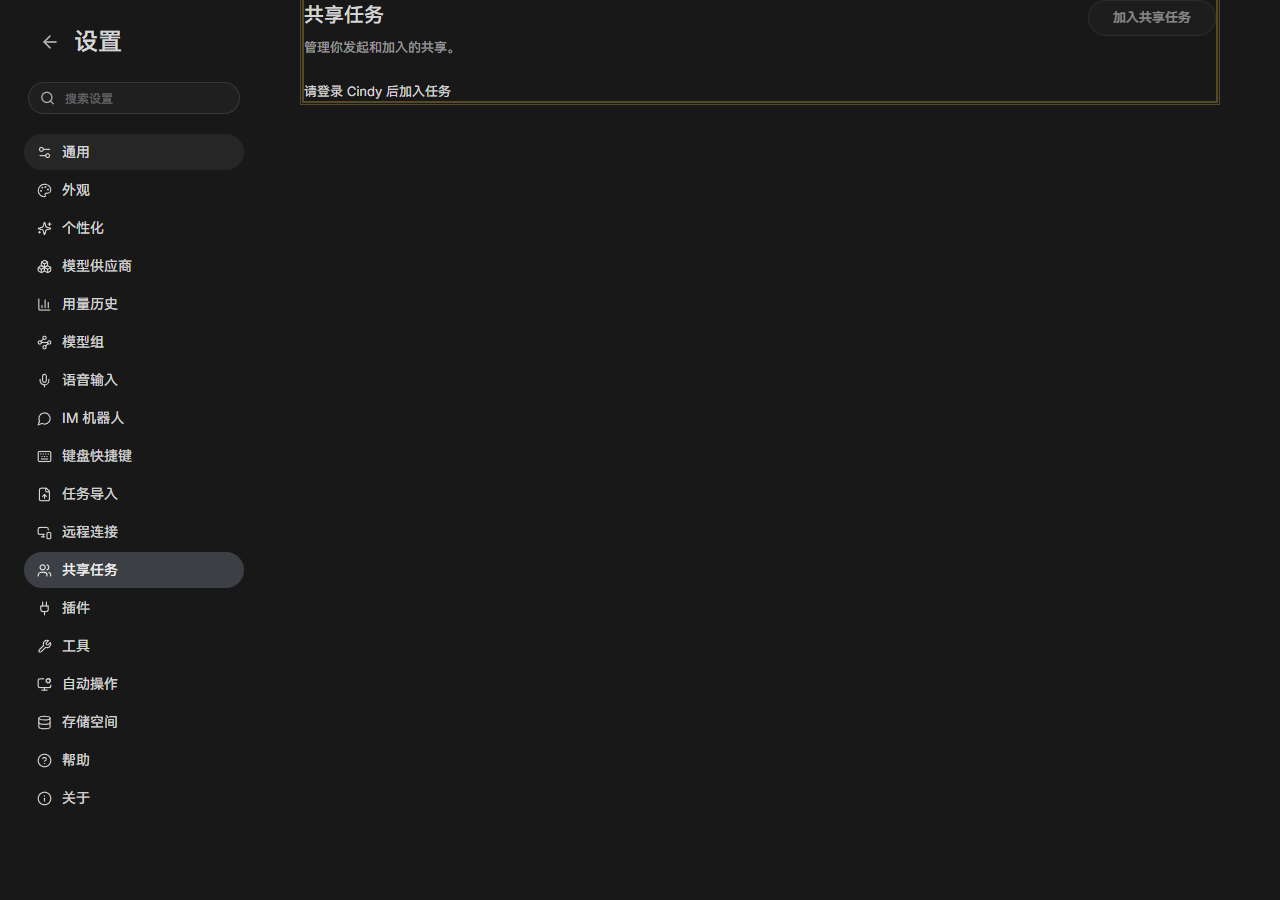 设置
搜索设置
通用
外观
个性化
模型供应商
用量历史
模型组
语音输入
IM 机器人
键盘快捷键
任务导入
远程连接
共享任务
插件
工具
自动操作
存储空间
帮助
关于
共享任务
加入共享任务
管理你发起和加入的共享。
请登录 Cindy 后加入任务